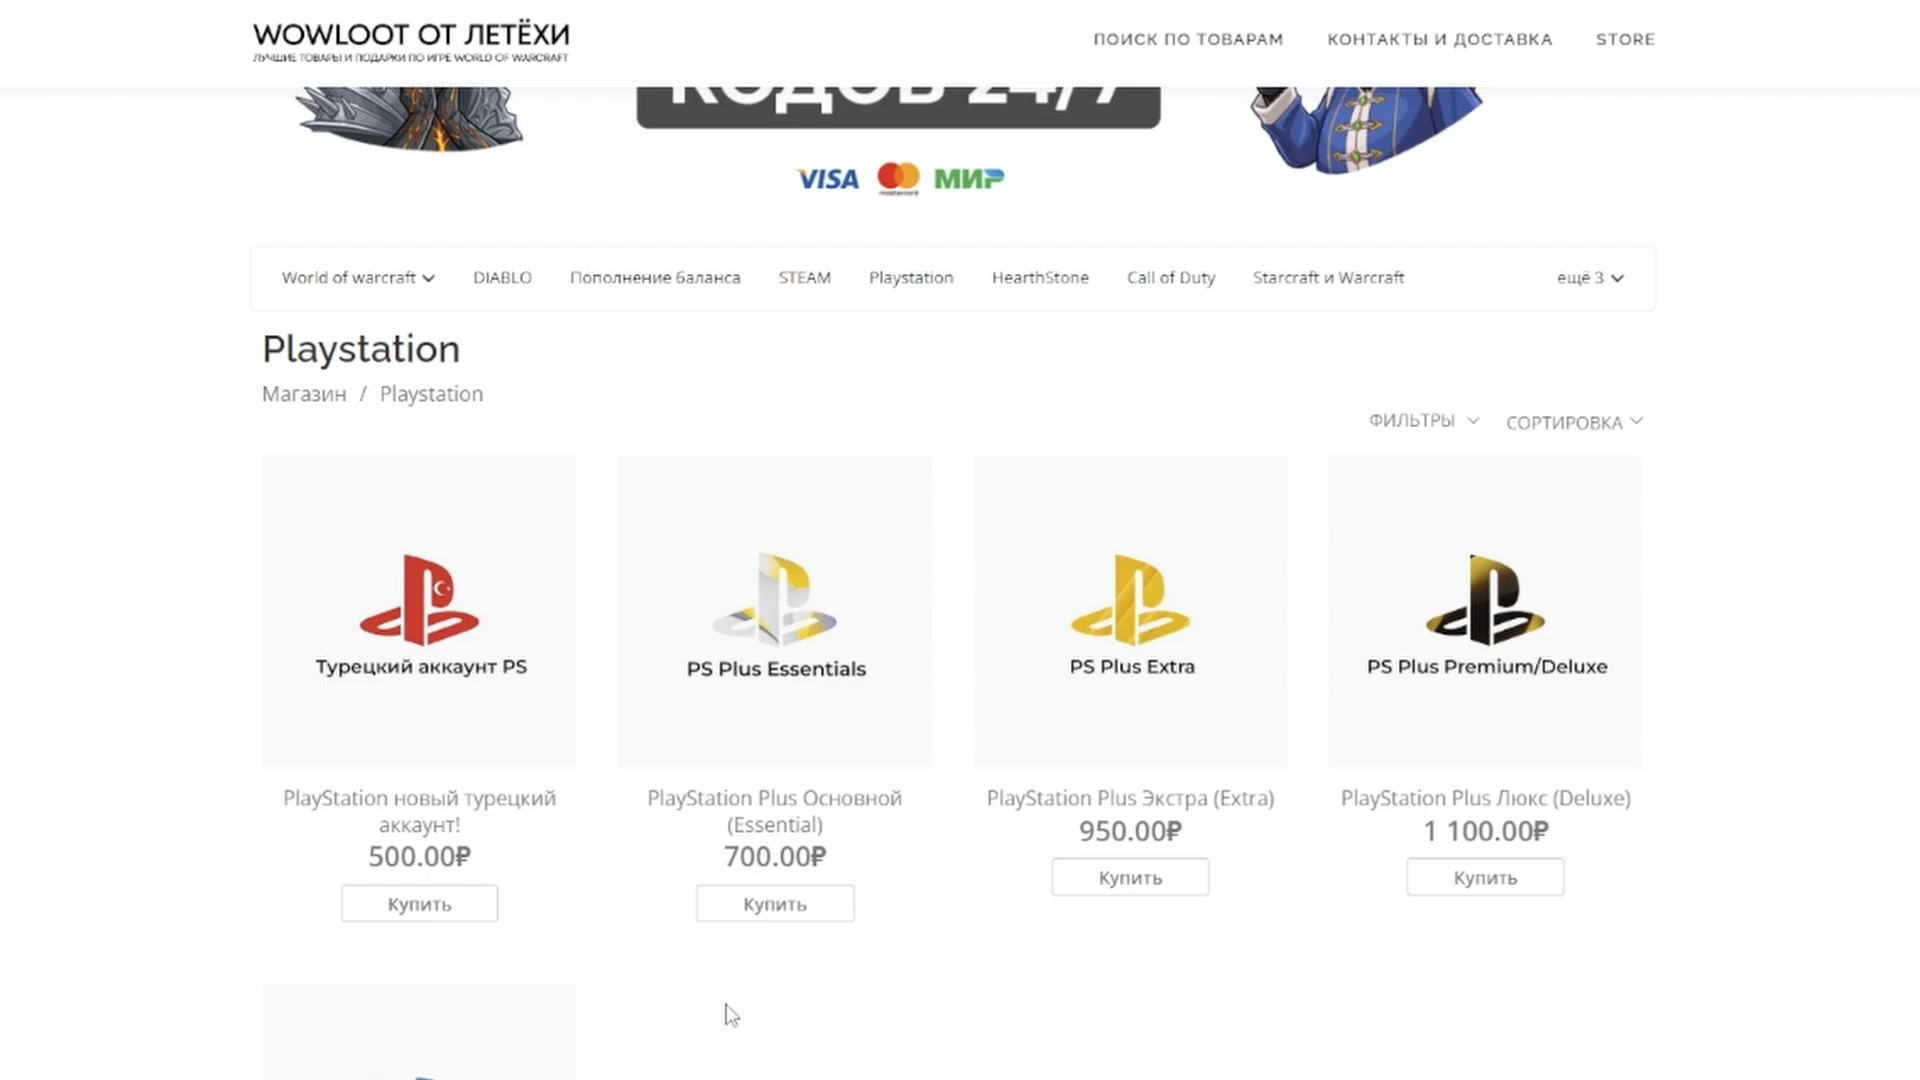 WOWLOOT ОТ ЛЕТЁХИ
ЛУЧШИЕ ТОВАРЫ И ПОДАРКИ ПО ИГРЕ WORLD OF WARCRAFT
ПОИСК ПО ТОВАРАМ
КОНТАКТЫ И ДОСТАВКА
STORE
КОДОВ 24/7
VISA mastercard МИР
World of warcraft
DIABLO
Пополнение баланса
STEAM
Playstation
HearthStone
Call of Duty
Starcraft и Warcraft
ещё 3
Playstation
Магазин / Playstation
ФИЛЬТРЫ
СОРТИРОВКА
Турецкий аккаунт PS
PS Plus Essentials
PS Plus Extra
PS Plus Premium/Deluxe
PlayStation новый турецкий
аккаунт!
500.00₽
Купить
PlayStation Plus Основной
(Essential)
700.00₽
Купить
PlayStation Plus Экстра (Extra)
950.00₽
Купить
PlayStation Plus Люкс (Deluxe)
1 100.00₽
Купить